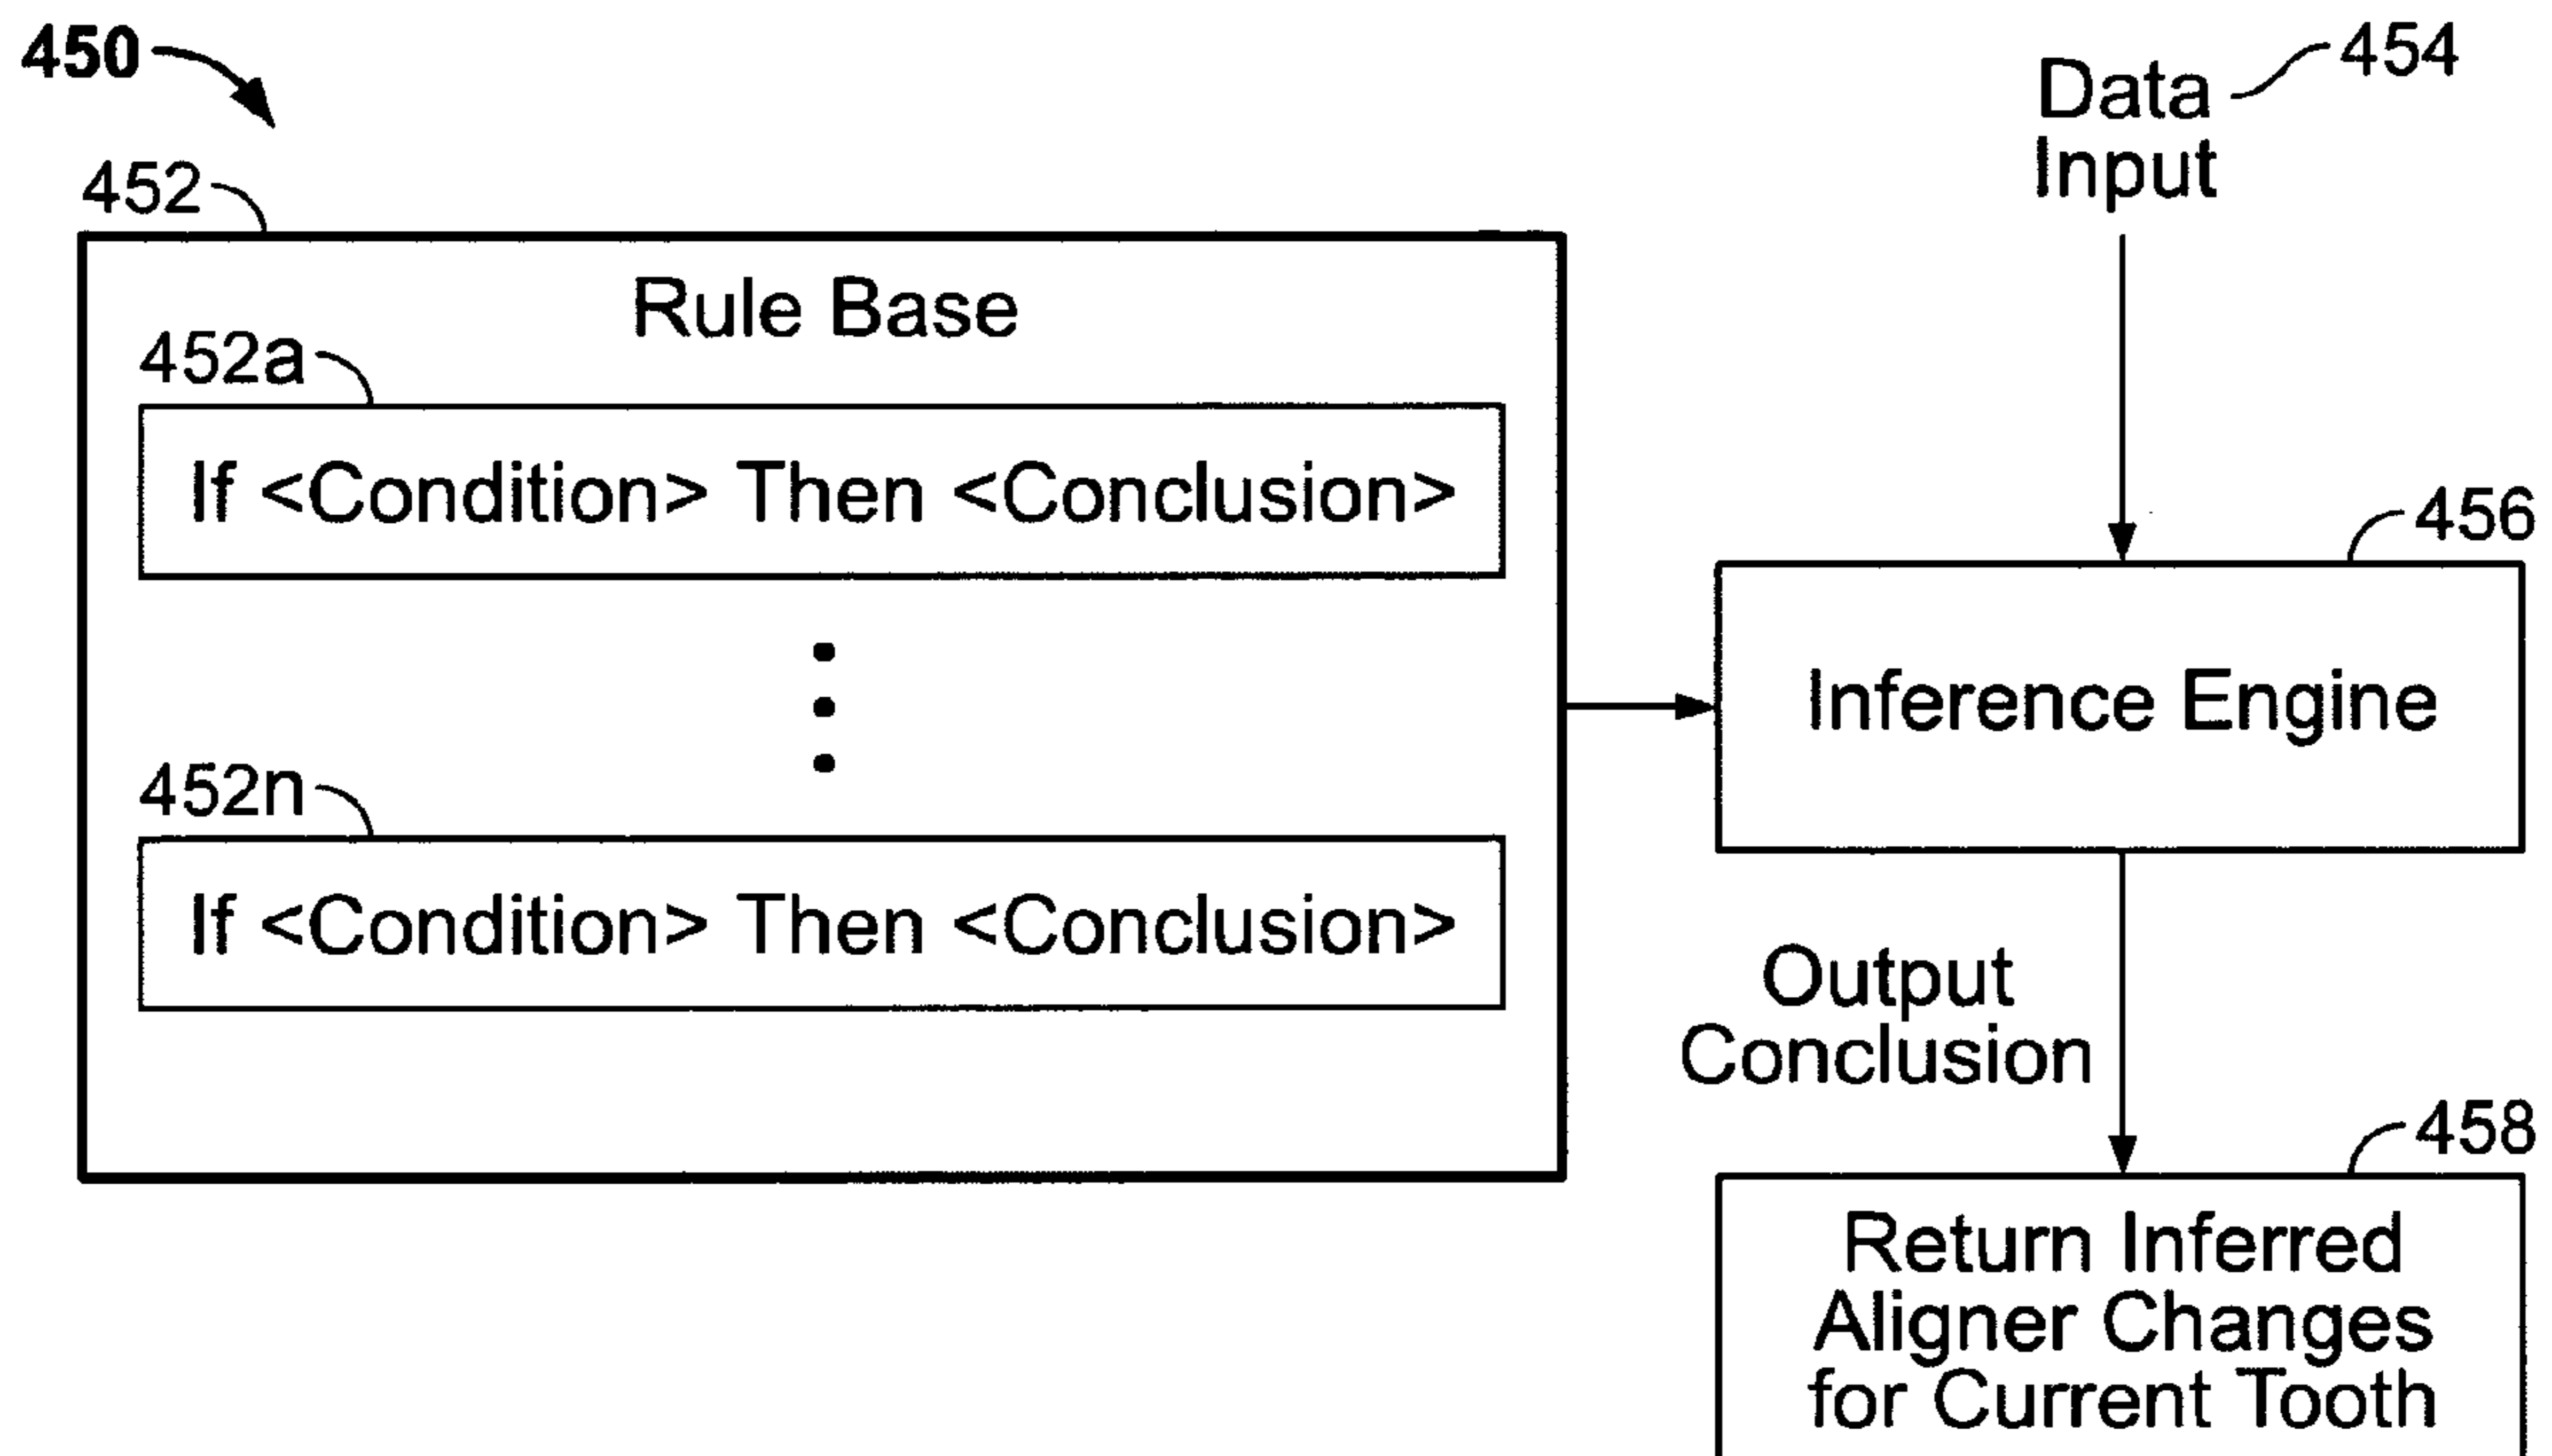 450
454
Data
Input
452
Rule Base
452a
If <Condition> Then <Conclusion>
456
Inference Engine
452n
If <Condition> Then <Conclusion>
Output
Conclusion
458
Return Inferred
Aligner Changes
for Current Tooth